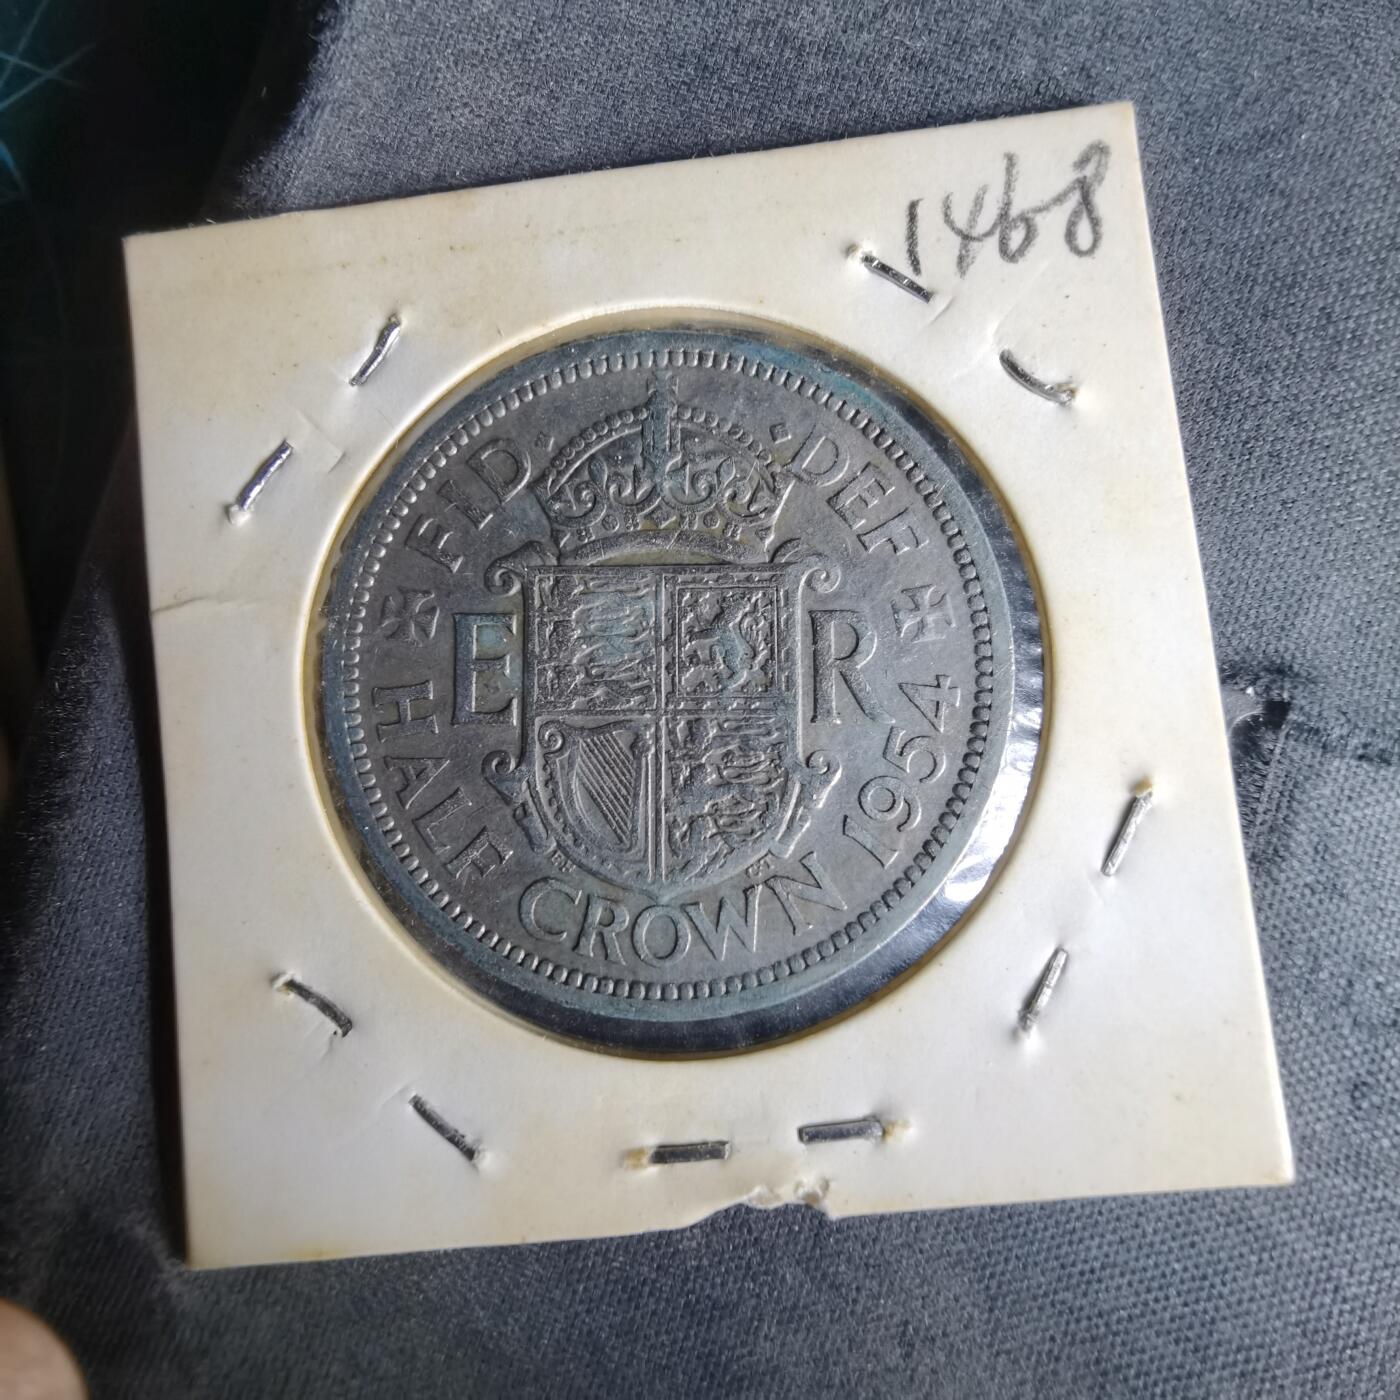 1468
FID · DEF
E R
HALF CROWN 1954